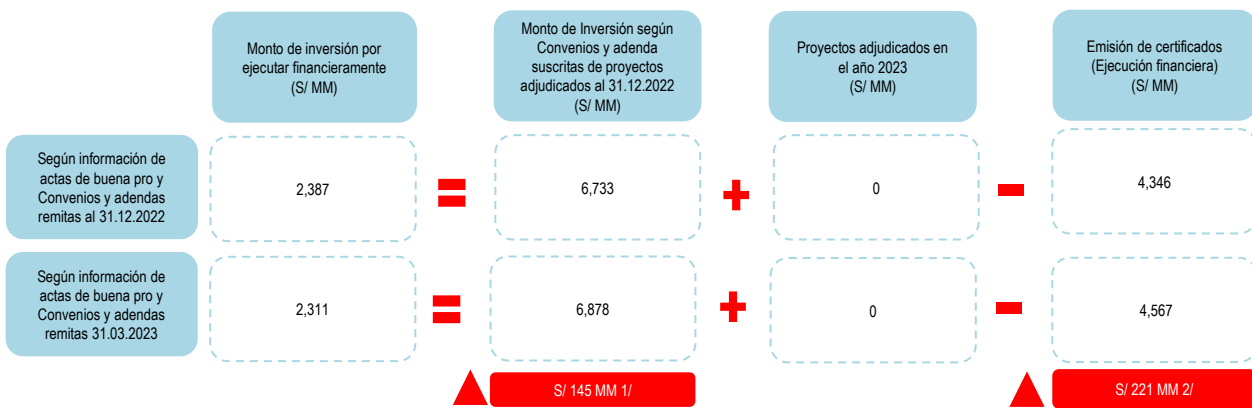 Monto de inversión por
ejecutar financieramente
(S/ MM)
Monto de Inversión según
Convenios y adenda
suscritas de proyectos
adjudicados al 31.12.2022
(S/ MM)
Proyectos adjudicados en
el año 2023
(S/ MM)
Emisión de certificados
(Ejecución financiera)
(S/ MM)
Según información de
actas de buena pro y
Convenios y adendas
remitas al 31.12.2022
2,387
=
6,733
+
0
-
4,346
Según información de
actas de buena pro y
Convenios y adendas
remitas 31.03.2023
2,311
=
6,878
+
0
-
4,567
S/ 145 MM 1/
S/ 221 MM 2/